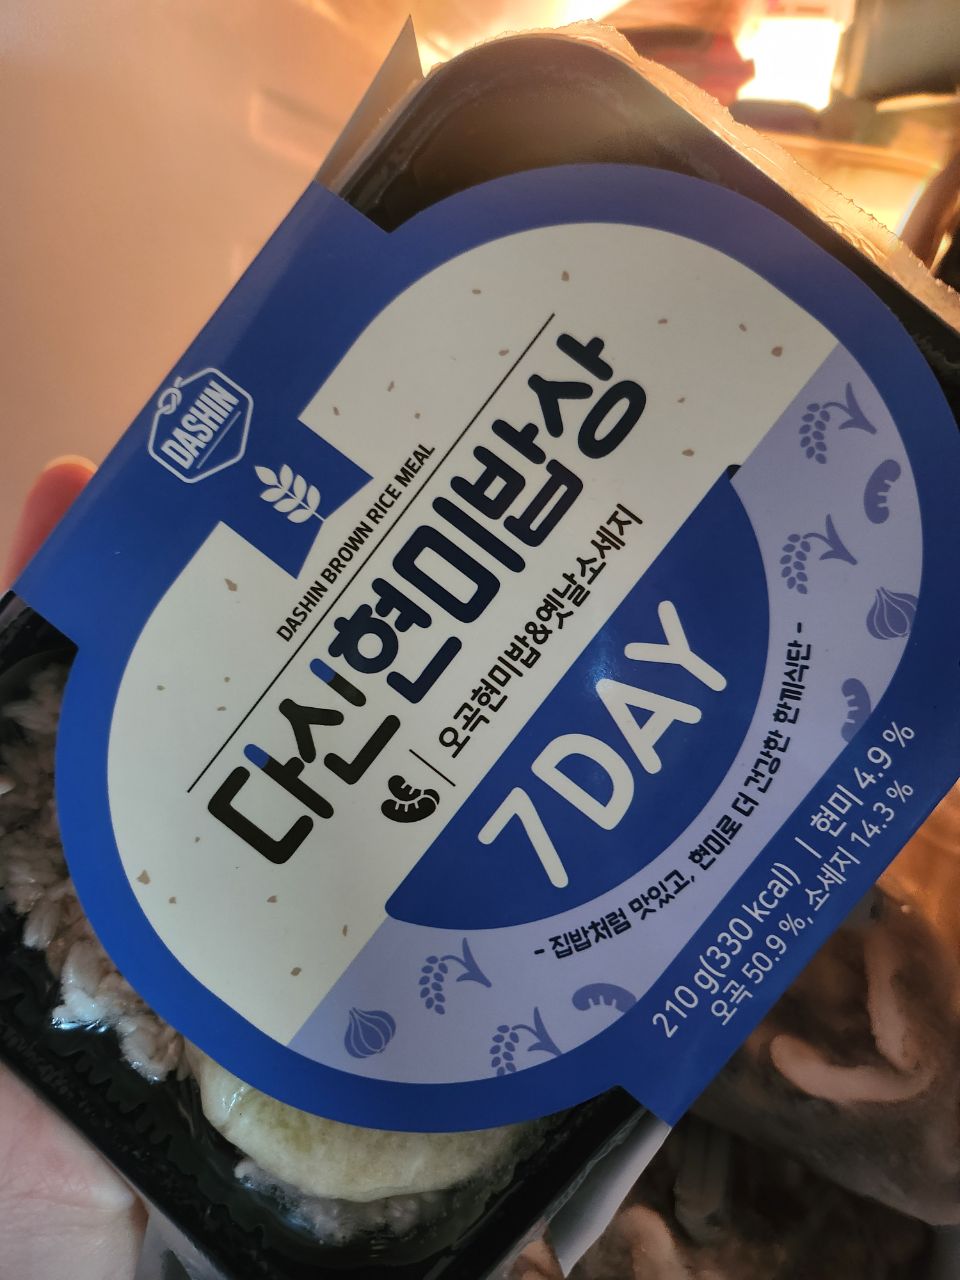 DASHIN
DASHIN BROWN RICE MEAL
다신현미밥상
오곡현미밥&옛날소세지
7DAY
- 집밥처럼 맛있고, 현미로 더 건강한 한끼식단 -
210 g(330 kcal) | 현미 4.9 %
오곡 50.9 %, 소세지 14.3 %